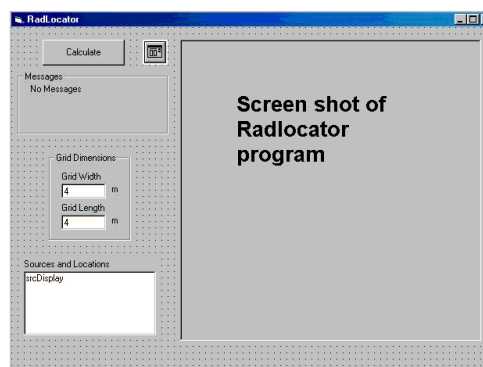 RadLocator
Calculate
Messages
No Messages
Screen shot of
Radlocator
program
Grid Dimensions
Grid Width
4 m
Grid Length
4 m
Sources and Locations
srcDisplay